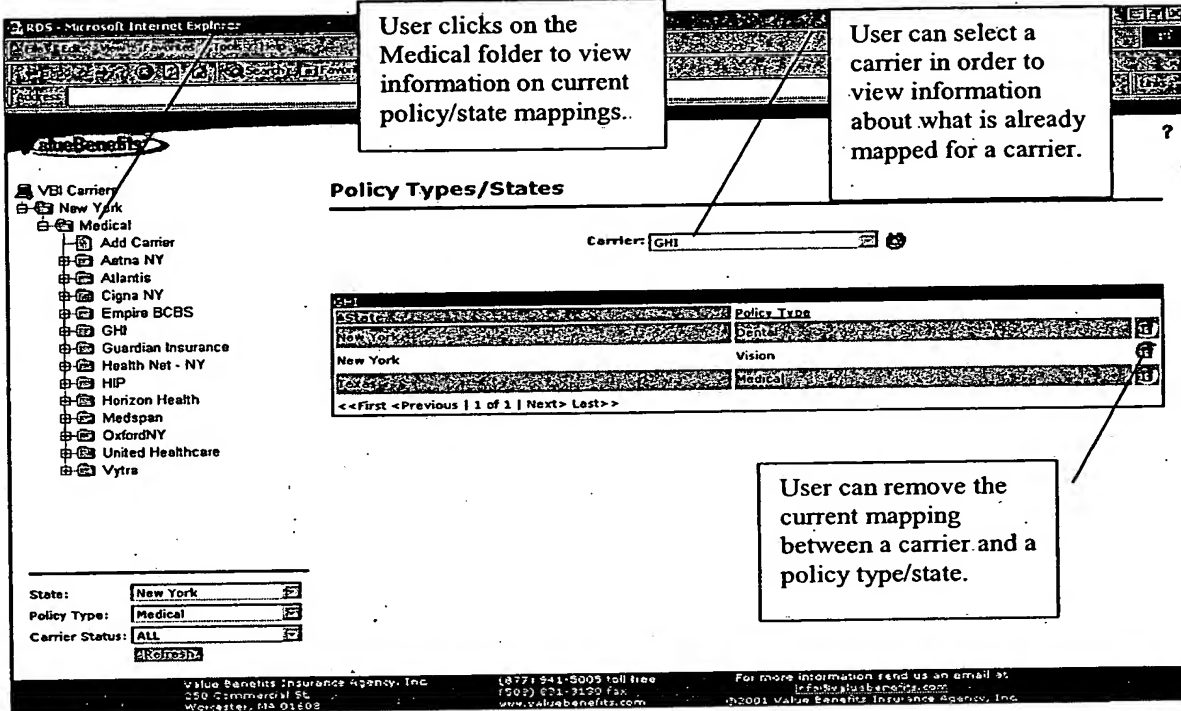 RDS - Microsoft Internet Explorer
User clicks on the
Medical folder to view
information on current
policy/state mappings..
User can select a
carrier in order to
view information
about what is already
mapped for a carrier.
ValueBenefits
?
VBI Carriers
New York
Medical
Add Carrier
Aetna NY
Atlantis
Cigna NY
Empire BCBS
GHI
Guardian Insurance
Health Net - NY
HIP
Horizon Health
Medspan
OxfordNY
United Healthcare
Vytra
Policy Types/States
Carrier: GHI
GHI
State Policy Type
New York Dental
New York Vision
Texas Medical
<<First <Previous | 1 of 1 | Next> Last>>
User can remove the
current mapping
between a carrier and a
policy type/state.
State: New York
Policy Type: Medical
Carrier Status: ALL
Refresh
Value Benefits Insurance Agency, Inc (877) 941-5005 toll free For more information send us an email at
250 Commercial St fax info@valuebenefits.com
Worcester, MA 01608 www.valuebenefits.com ©2001 Value Benefits Insurance Agency, Inc.